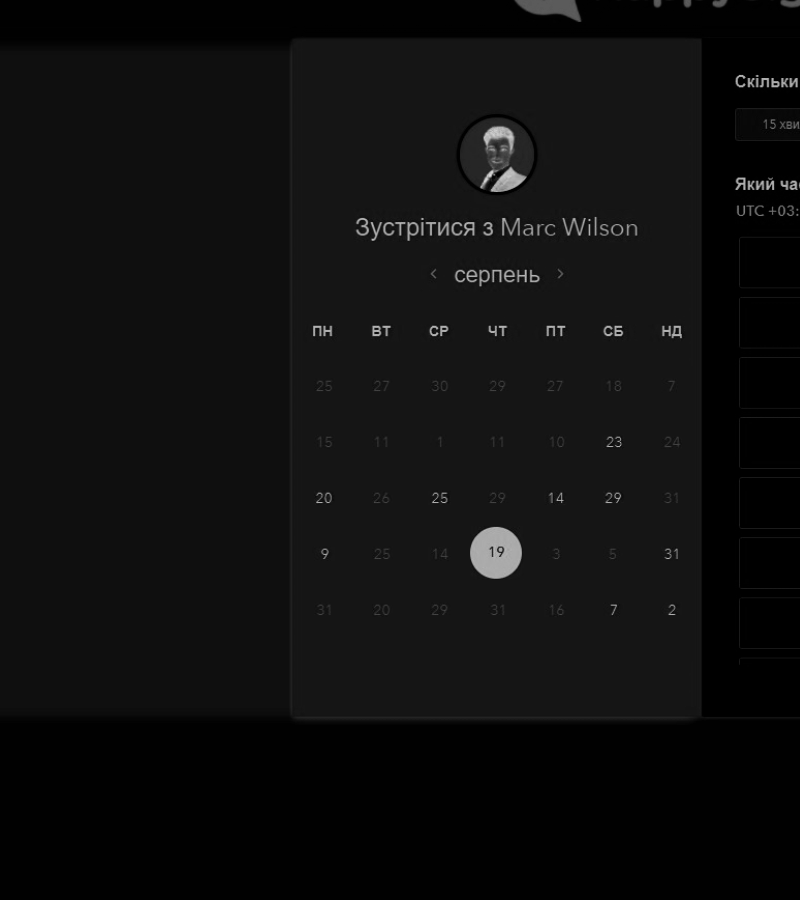 Зустрітися з Marc Wilson
< серпень >
ПН ВТ СР ЧТ ПТ СБ НД
25 27 30 29 27 18 7
15 11 1 11 10 23 24
20 26 25 29 14 29 31
9 25 14 19 3 5 31
31 20 29 31 16 7 2
Скільки
15 хви
Який ча
UTC +03: